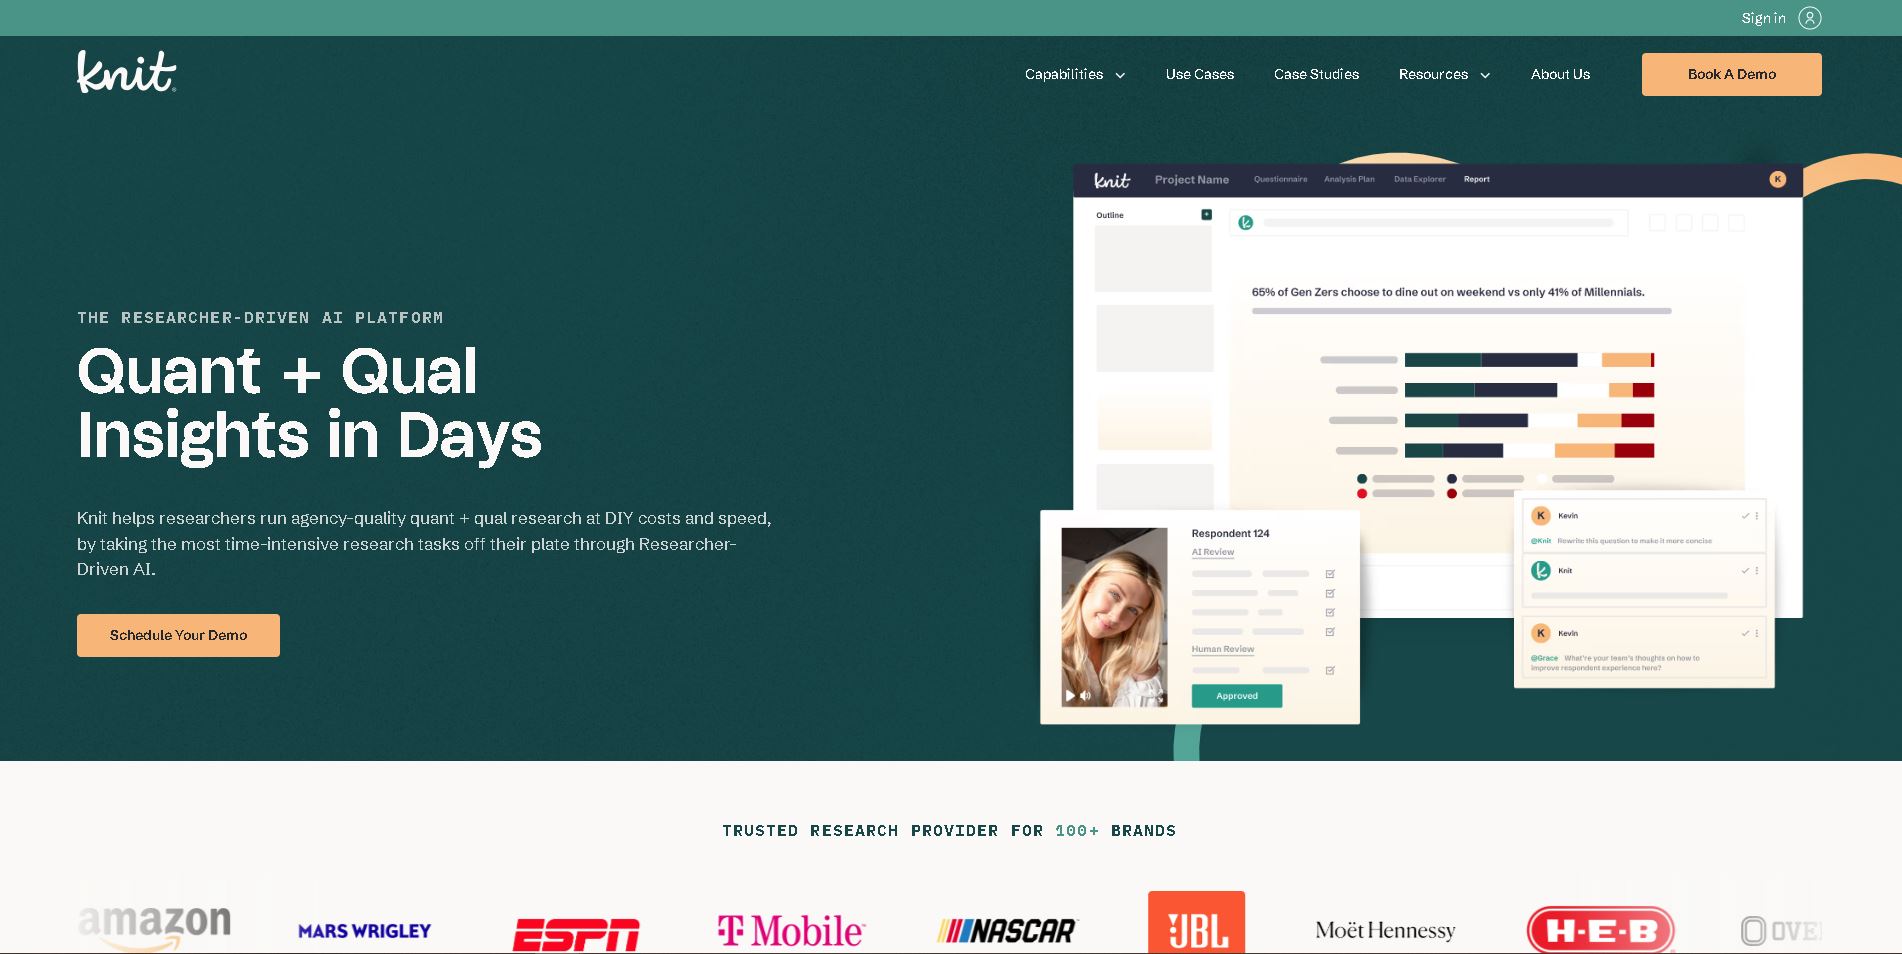 Sign in
knit
Capabilities
Use Cases
Case Studies
Resources
About Us
Book A Demo
THE RESEARCHER-DRIVEN AI PLATFORM
Quant + Qual
Insights in Days
Knit helps researchers run agency-quality quant + qual research at DIY costs and speed,
by taking the most time-intensive research tasks off their plate through Researcher-
Driven AI.
Schedule Your Demo
knit
Project Name
Questionnaire
Analysis Plan
Data Explorer
Report
K
Outline
65% of Gen Zers choose to dine out on weekend vs only 41% of Millennials.
Respondent 124
AI Review
Human Review
Approved
K
Kevin
@Knit Rewrite this question to make it more concise
Knit
K
Kevin
@Grace What's your team's thoughts on how to
improve respondent experience here?
TRUSTED RESEARCH PROVIDER FOR 100+ BRANDS
amazon
MARS WRIGLEY
ESPN
T Mobile
NASCAR
JBL
Moët Hennessy
H-E-B
OVE